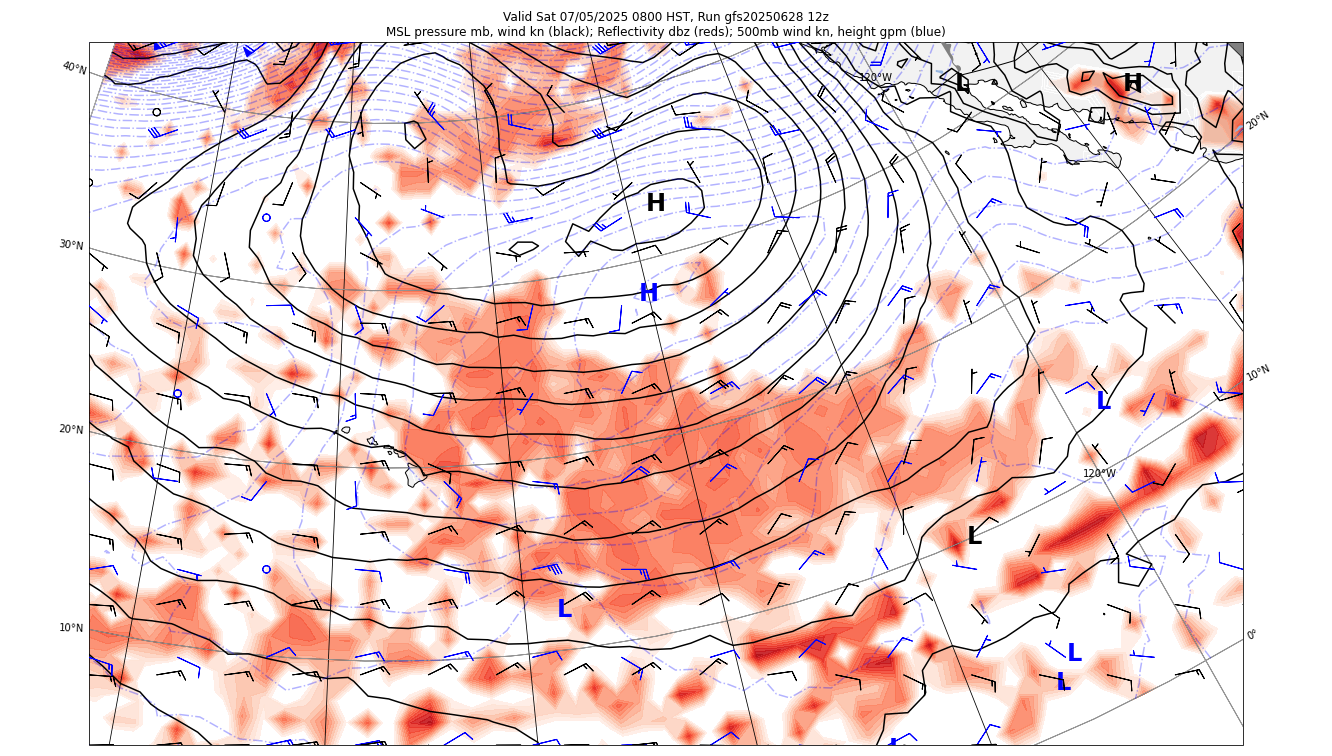 Valid Sat 07/05/2025 0800 HST, Run gfs20250628 12z
MSL pressure mb, wind kn (black); Reflectivity dbz (reds); 500mb wind kn, height gpm (blue)
40°N
120°W
L
H
20°N
H
30°N
H
10°N
L
20°N
120°W
L
L
10°N
0°
L
L
L